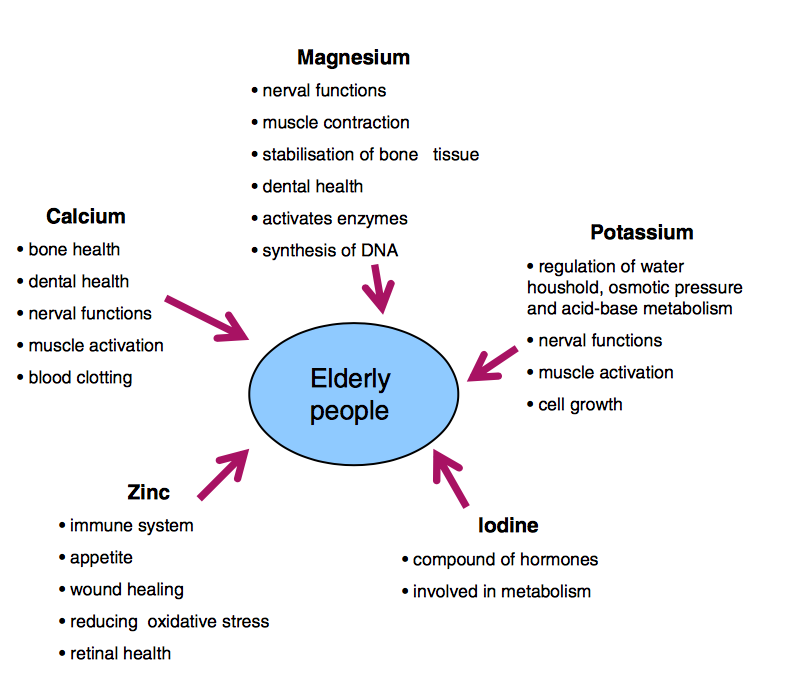 Magnesium
• nerval functions
• muscle contraction
• stabilisation of bone tissue
• dental health
• activates enzymes
• synthesis of DNA
Calcium
• bone health
• dental health
• nerval functions
• muscle activation
• blood clotting
Potassium
• regulation of water
houshold, osmotic pressure
and acid-base metabolism
• nerval functions
• muscle activation
• cell growth
Elderly
people
Zinc
• immune system
• appetite
• wound healing
• reducing oxidative stress
• retinal health
Iodine
• compound of hormones
• involved in metabolism